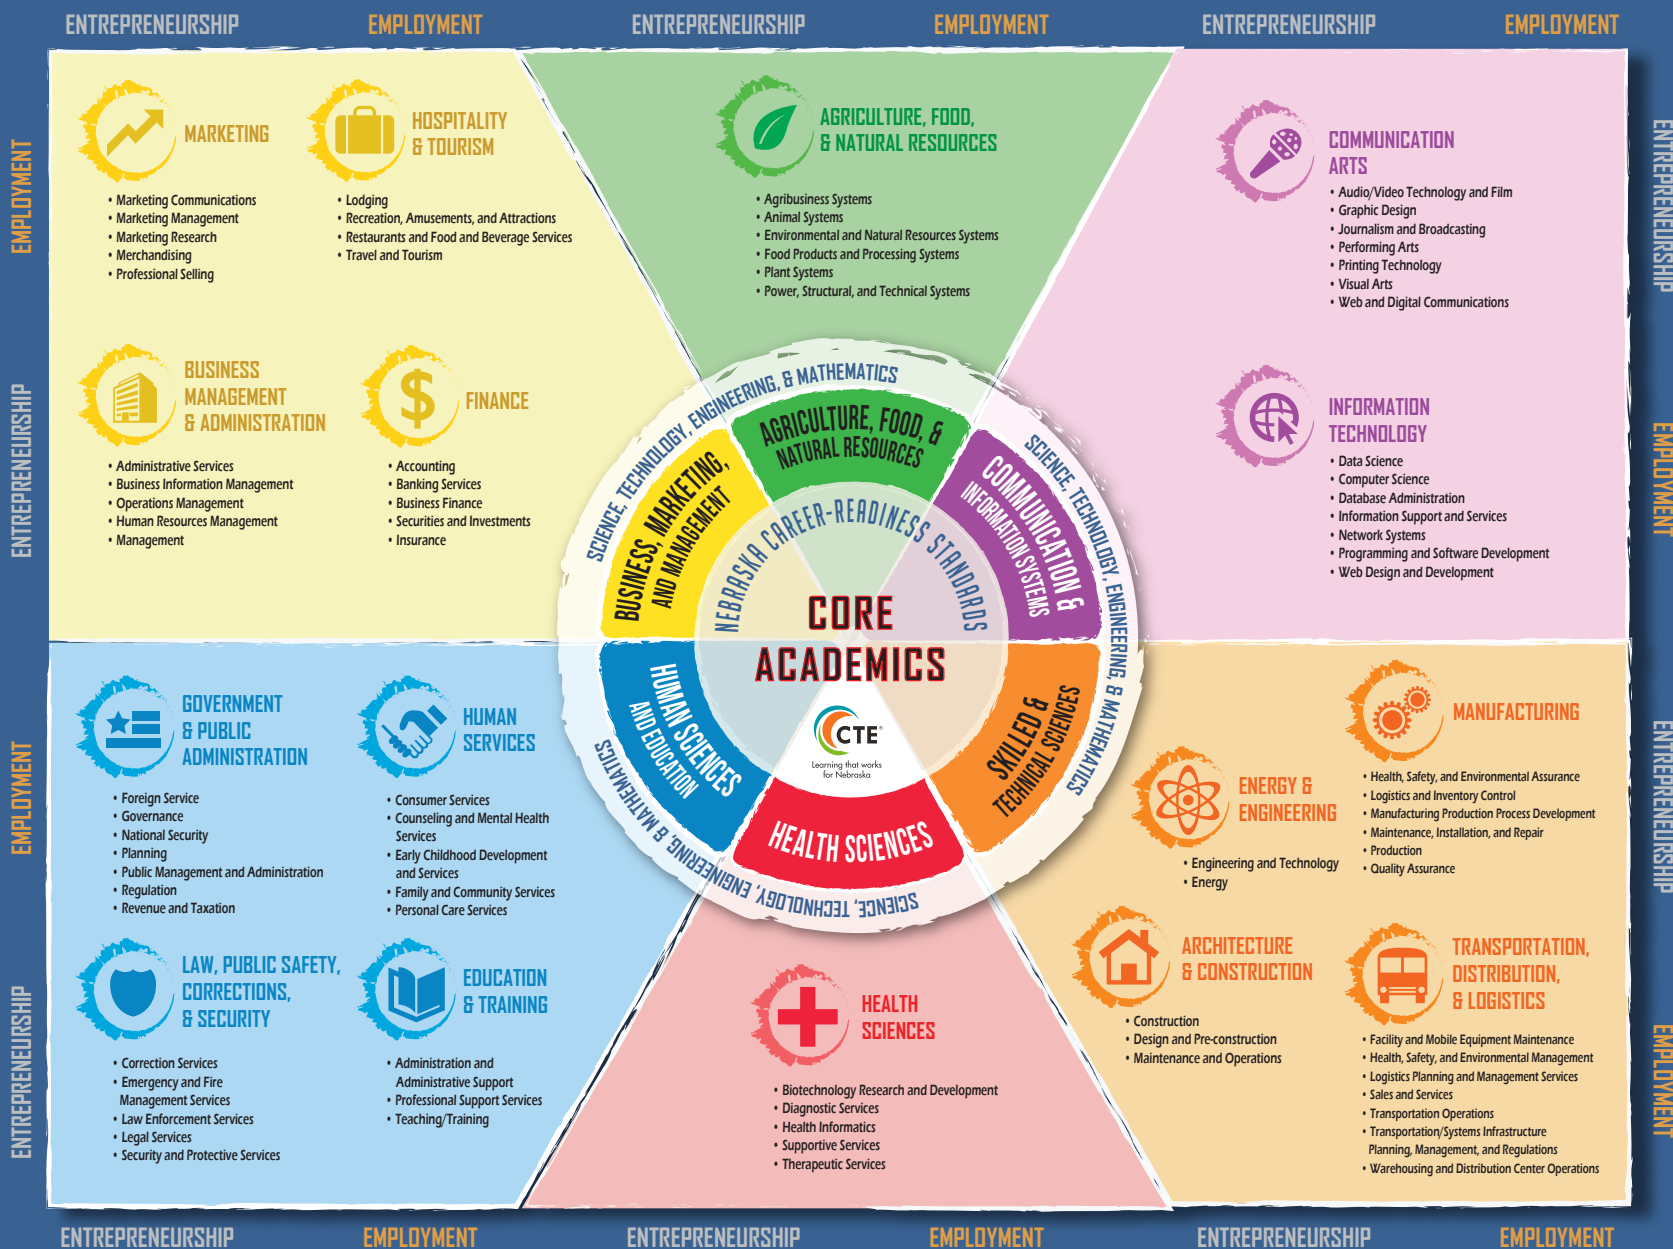 ENTREPRENEURSHIP
EMPLOYMENT
ENTREPRENEURSHIP
EMPLOYMENT
ENTREPRENEURSHIP
EMPLOYMENT
EMPLOYMENT
ENTREPRENEURSHIP
EMPLOYMENT
ENTREPRENEURSHIP
MARKETING
• Marketing Communications
• Marketing Management
• Marketing Research
• Merchandising
• Professional Selling
HOSPITALITY
& TOURISM
• Lodging
• Recreation, Amusements, and Attractions
• Restaurants and Food and Beverage Services
• Travel and Tourism
BUSINESS
MANAGEMENT
& ADMINISTRATION
• Administrative Services
• Business Information Management
• Operations Management
• Human Resources Management
• Management
$
FINANCE
• Accounting
• Banking Services
• Business Finance
• Securities and Investments
• Insurance
AGRICULTURE, FOOD,
& NATURAL RESOURCES
• Agribusiness Systems
• Animal Systems
• Environmental and Natural Resources Systems
• Food Products and Processing Systems
• Plant Systems
• Power, Structural, and Technical Systems
COMMUNICATION
ARTS
• Audio/Video Technology and Film
• Graphic Design
• Journalism and Broadcasting
• Performing Arts
• Printing Technology
• Visual Arts
• Web and Digital Communications
INFORMATION
TECHNOLOGY
• Data Science
• Computer Science
• Database Administration
• Information Support and Services
• Network Systems
• Programming and Software Development
• Web Design and Development
SCIENCE, TECHNOLOGY, ENGINEERING, & MATHEMATICS
SCIENCE, TECHNOLOGY, ENGINEERING, & MATHEMATICS
SCIENCE, TECHNOLOGY, ENGINEERING, & MATHEMATICS
AGRICULTURE, FOOD, &
NATURAL RESOURCES
COMMUNICATION &
INFORMATION SYSTEMS
SKILLED &
TECHNICAL SCIENCES
HEALTH SCIENCES
HUMAN SCIENCES
AND EDUCATION
BUSINESS, MARKETING,
AND MANAGEMENT
NEBRASKA CAREER-READINESS STANDARDS
CORE
ACADEMICS
CTE®
Learning that works
for Nebraska
GOVERNMENT
& PUBLIC
ADMINISTRATION
• Foreign Service
• Governance
• National Security
• Planning
• Public Management and Administration
• Regulation
• Revenue and Taxation
HUMAN
SERVICES
• Consumer Services
• Counseling and Mental Health
Services
• Early Childhood Development
and Services
• Family and Community Services
• Personal Care Services
LAW, PUBLIC SAFETY,
CORRECTIONS,
& SECURITY
• Correction Services
• Emergency and Fire
Management Services
• Law Enforcement Services
• Legal Services
• Security and Protective Services
EDUCATION
& TRAINING
• Administration and
Administrative Support
• Professional Support Services
• Teaching/Training
HEALTH
SCIENCES
• Biotechnology Research and Development
• Diagnostic Services
• Health Informatics
• Supportive Services
• Therapeutic Services
MANUFACTURING
• Health, Safety, and Environmental Assurance
• Logistics and Inventory Control
• Manufacturing Production Process Development
• Maintenance, Installation, and Repair
• Production
• Quality Assurance
ENERGY &
ENGINEERING
• Engineering and Technology
• Energy
ARCHITECTURE
& CONSTRUCTION
• Construction
• Design and Pre-construction
• Maintenance and Operations
TRANSPORTATION,
DISTRIBUTION,
& LOGISTICS
• Facility and Mobile Equipment Maintenance
• Health, Safety, and Environmental Management
• Logistics Planning and Management Services
• Sales and Services
• Transportation Operations
• Transportation/Systems Infrastructure
Planning, Management, and Regulations
• Warehousing and Distribution Center Operations
ENTREPRENEURSHIP
EMPLOYMENT
ENTREPRENEURSHIP
EMPLOYMENT
ENTREPRENEURSHIP
EMPLOYMENT
ENTREPRENEURSHIP
EMPLOYMENT
ENTREPRENEURSHIP
EMPLOYMENT